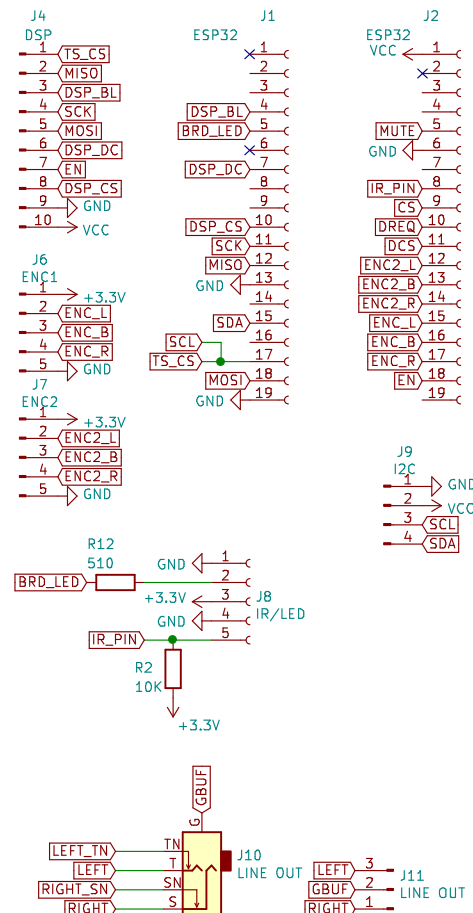 J4
DSP
1 TS_CS
2 MISO
3 DSP_BL
4 SCK
5 MOSI
6 DSP_DC
7 EN
8 DSP_CS
9 GND
10 VCC
J6
ENC1
1 +3.3V
2 ENC_L
3 ENC_B
4 ENC_R
5 GND
J7
ENC2
1 +3.3V
2 ENC2_L
3 ENC2_B
4 ENC2_R
5 GND
J1
ESP32
1
2
3
DSP_BL 4
BRD_LED 5
6
DSP_DC 7
8
9
DSP_CS 10
SCK 11
MISO 12
GND 13
14
SDA 15
SCL 16
TS_CS 17
MOSI 18
GND 19
J2
ESP32
VCC 1
2
3
4
MUTE 5
GND 6
7
IR_PIN 8
CS 9
DREQ 10
DCS 11
ENC2_L 12
ENC2_B 13
ENC2_R 14
ENC_L 15
ENC_B 16
ENC_R 17
EN 18
19
J9
I2C
1 GND
2 VCC
3 SCL
4 SDA
R12
510
BRD_LED
GND 1
2
+3.3V 3
GND 4
IR_PIN 5
J8
IR/LED
R2
10K
+3.3V
GBUF
G
LEFT_TN TN
LEFT T
RIGHT_SN SN
RIGHT S
J10
LINE OUT
LEFT 3
GBUF 2
RIGHT 1
J11
LINE OUT